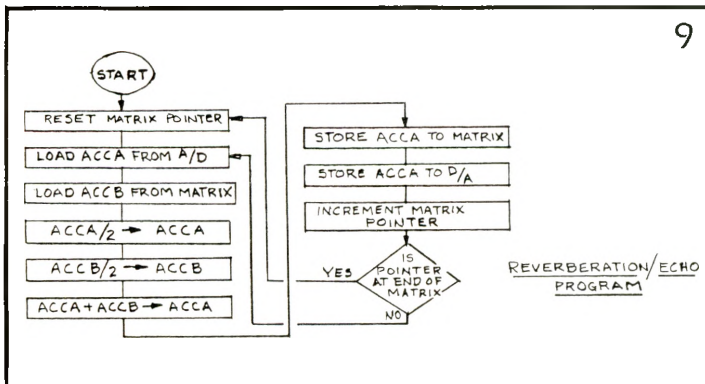 9
START
RESET MATRIX POINTER
LOAD ACCA FROM A/D
LOAD ACCB FROM MATRIX
ACCA/2 → ACCA
ACCB/2 → ACCB
ACCA+ACCB → ACCA
STORE ACCA TO MATRIX
STORE ACCA TO D/A
INCREMENT MATRIX
POINTER
IS
POINTER
AT END OF
MATRIX
YES
NO
REVERBERATION/ECHO
PROGRAM